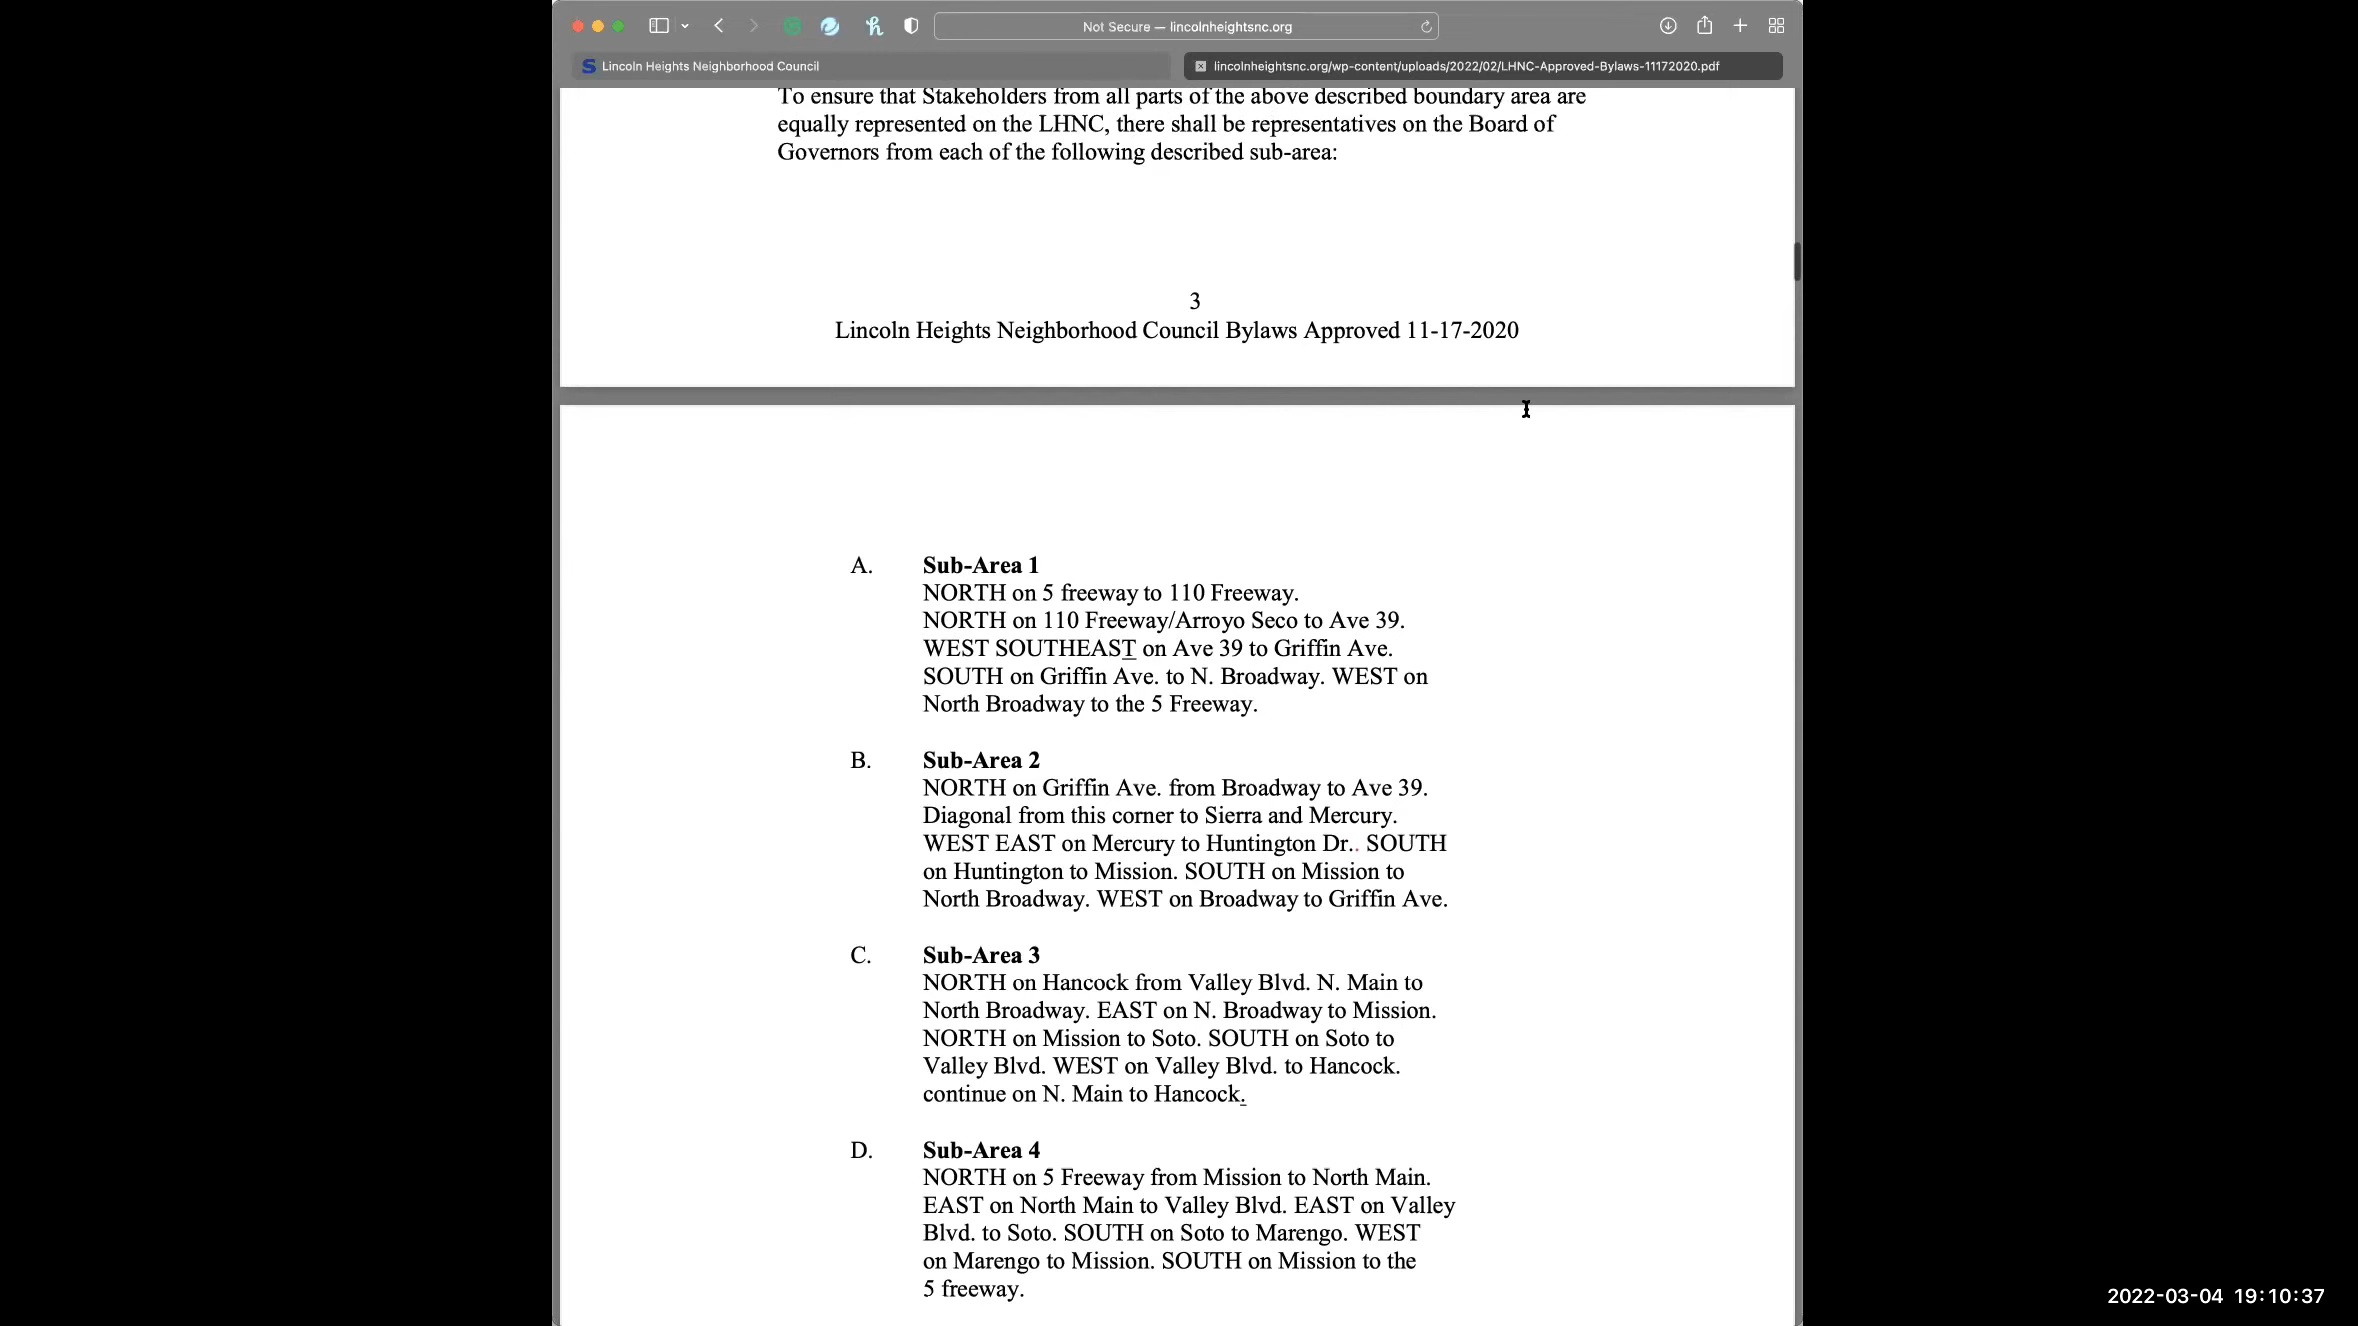 Not Secure — lincolnheightsnc.org
Lincoln Heights Neighborhood Council
lincolnheightsnc.org/wp-content/uploads/2022/02/LHNC-Approved-Bylaws-11172020.pdf
To ensure that Stakeholders from all parts of the above described boundary area are
equally represented on the LHNC, there shall be representatives on the Board of
Governors from each of the following described sub-area:
3
Lincoln Heights Neighborhood Council Bylaws Approved 11-17-2020
A. Sub-Area 1
NORTH on 5 freeway to 110 Freeway.
NORTH on 110 Freeway/Arroyo Seco to Ave 39.
WEST SOUTHEAST on Ave 39 to Griffin Ave.
SOUTH on Griffin Ave. to N. Broadway. WEST on
North Broadway to the 5 Freeway.
B. Sub-Area 2
NORTH on Griffin Ave. from Broadway to Ave 39.
Diagonal from this corner to Sierra and Mercury.
WEST EAST on Mercury to Huntington Dr.. SOUTH
on Huntington to Mission. SOUTH on Mission to
North Broadway. WEST on Broadway to Griffin Ave.
C. Sub-Area 3
NORTH on Hancock from Valley Blvd. N. Main to
North Broadway. EAST on N. Broadway to Mission.
NORTH on Mission to Soto. SOUTH on Soto to
Valley Blvd. WEST on Valley Blvd. to Hancock.
continue on N. Main to Hancock.
D. Sub-Area 4
NORTH on 5 Freeway from Mission to North Main.
EAST on North Main to Valley Blvd. EAST on Valley
Blvd. to Soto. SOUTH on Soto to Marengo. WEST
on Marengo to Mission. SOUTH on Mission to the
5 freeway.
2022-03-04 19:10:37